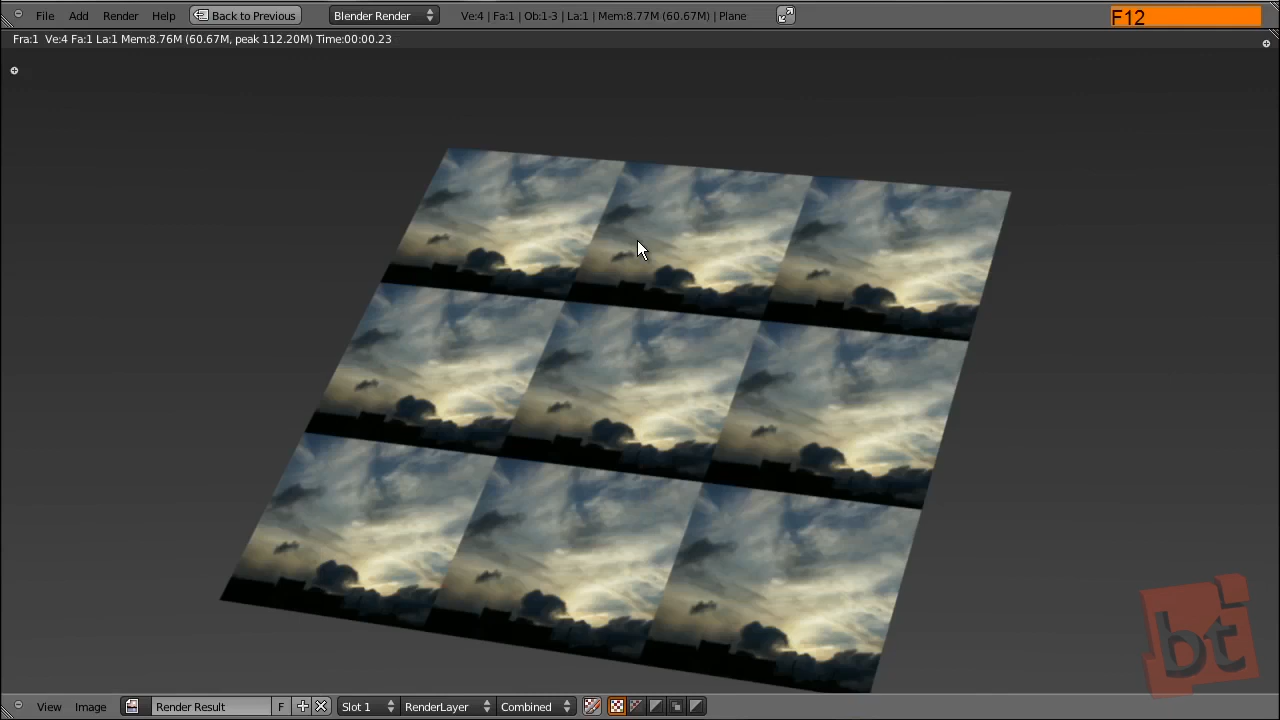 File Add Render Help Back to Previous Blender Render Ve:4 | Fa:1 | Ob:1-3 | La:1 | Mem:8.77M (60.67M) | Plane F12
Fra:1 Ve:4 Fa:1 La:1 Mem:8.76M (60.67M, peak 112.20M) Time:00:00.23
bt
View Image Render Result F Slot 1 RenderLayer Combined